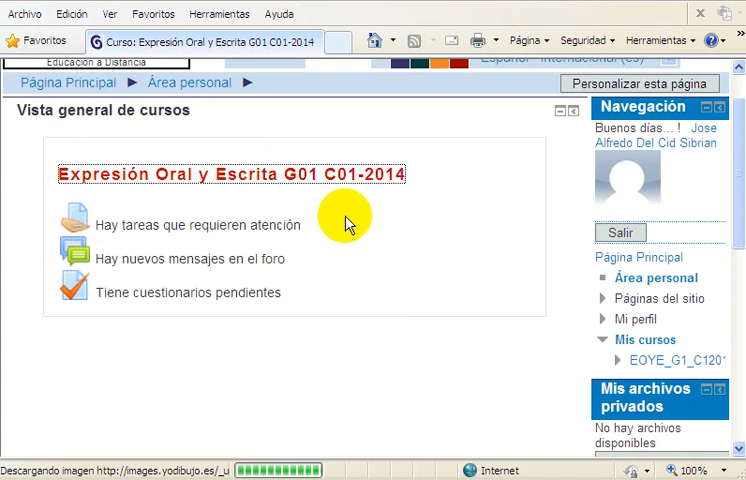 Archivo Edición Ver Favoritos Herramientas Ayuda
Favoritos Curso: Expresión Oral y Escrita G01 C01-2014 Página Seguridad Herramientas
Educación a Distancia Español - Internacional (es)
Página Principal ► Área personal ► Personalizar esta página
Vista general de cursos
Expresión Oral y Escrita G01 C01-2014
Hay tareas que requieren atención
Hay nuevos mensajes en el foro
Tiene cuestionarios pendientes
Navegación
Buenos días... ! Jose
Alfredo Del Cid Sibrian
Salir
Página Principal
Área personal
Páginas del sitio
Mi perfil
Mis cursos
EOYE_G1_C1201
Mis archivos
privados
No hay archivos
disponibles
Descargando imagen http://images.yodibujo.es/_u Internet 100%